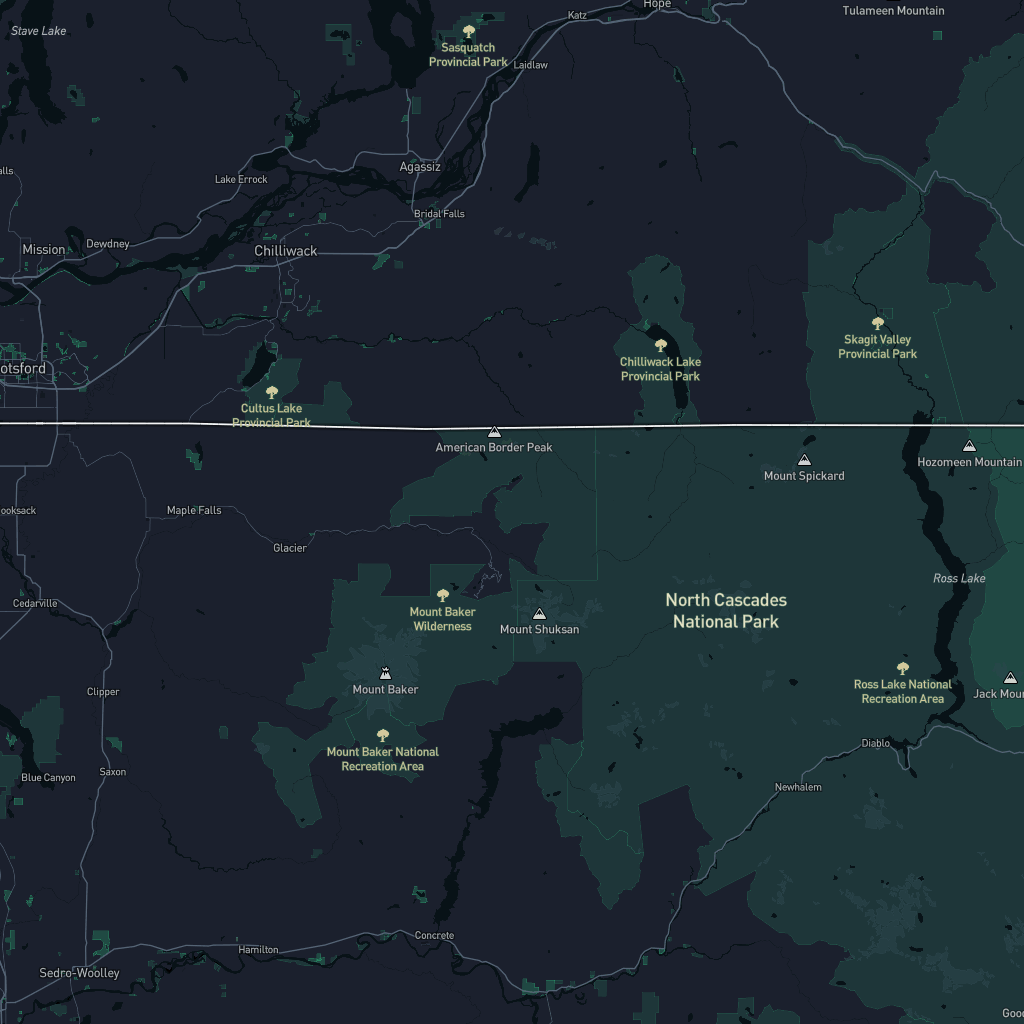 Hope
Katz
Tulameen Mountain
Stave Lake
Sasquatch
Provincial Park
Laidlaw
alls
Agassiz
Lake Errock
Bridal Falls
Mission
Dewdney
Chilliwack
Skagit Valley
Provincial Park
Chilliwack Lake
Provincial Park
otsford
Cultus Lake
Provincial Park
American Border Peak
Hozomeen Mountain
Mount Spickard
ooksack
Maple Falls
Glacier
Ross Lake
Cedarville
Mount Baker
Wilderness
Mount Shuksan
North Cascades
National Park
Mount Baker
Clipper
Ross Lake National
Recreation Area
Jack Moun
Mount Baker National
Recreation Area
Diablo
Blue Canyon
Saxon
Newhalem
Concrete
Hamilton
Sedro-Woolley
Good